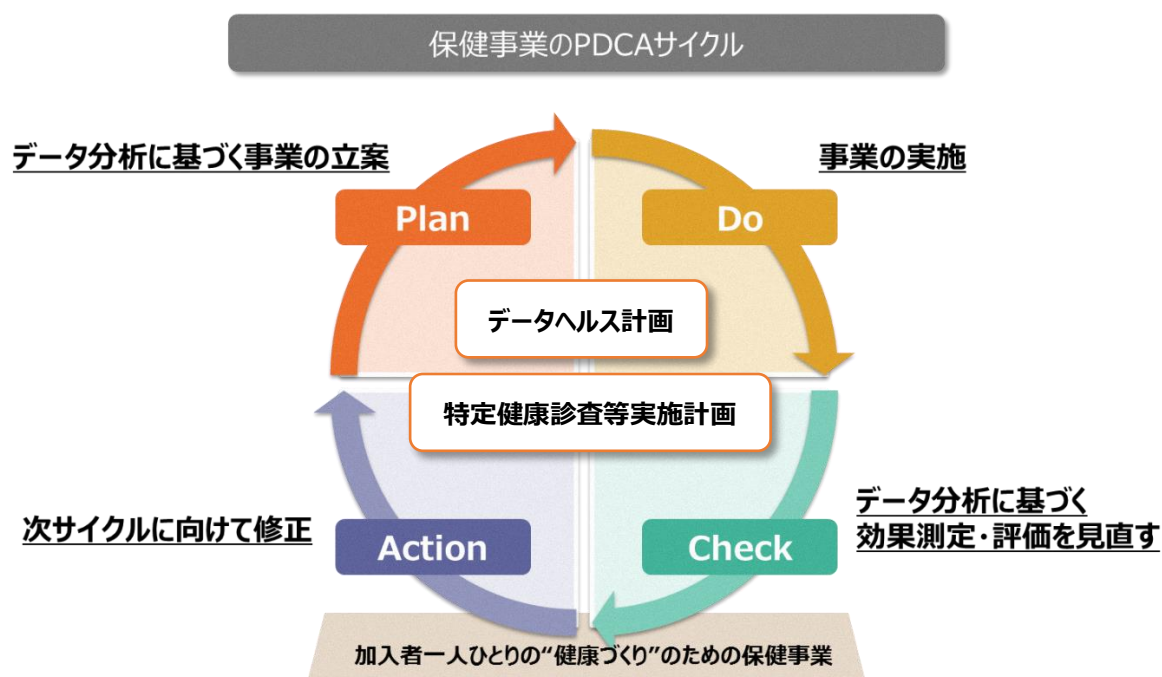 保健事業のPDCAサイクル
データ分析に基づく事業の立案
事業の実施
Plan
Do
データヘルス計画
特定健康診査等実施計画
次サイクルに向けて修正
データ分析に基づく
効果測定・評価を見直す
Action
Check
加入者一人ひとりの“健康づくり”のための保健事業